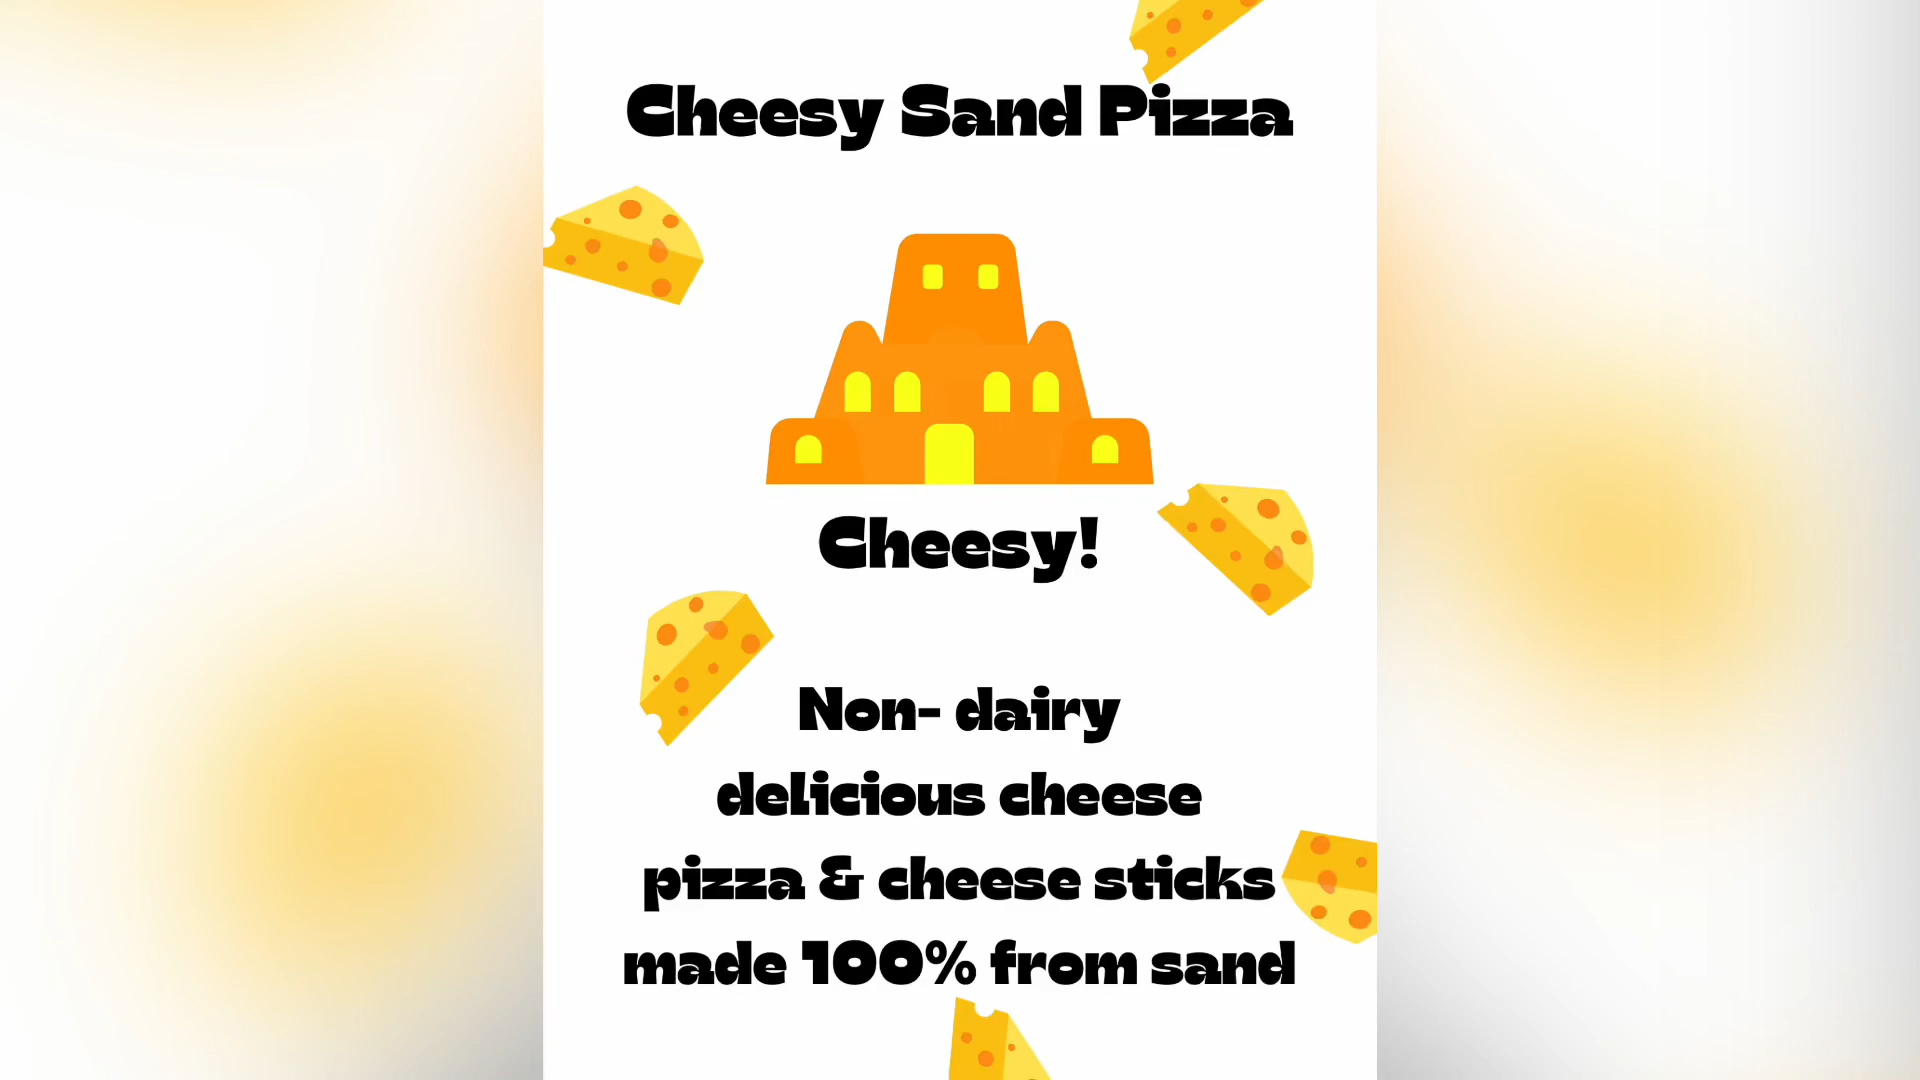 Cheesy Sand Pizza
Cheesy!
Non- dairy
delicious cheese
pizza & cheese sticks
made 100% from sand